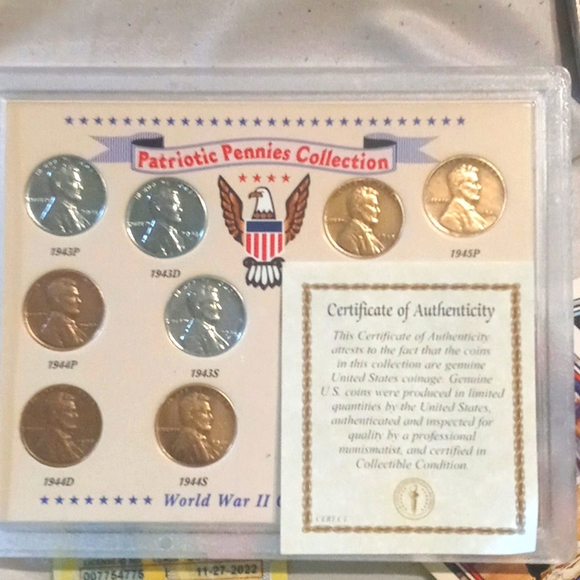 Patriotic Pennies Collection
1943P
1943D
1945P
1944P
1943S
1944D
1944S
World War II
Certificate of Authenticity
This Certificate of Authenticity
attests to the fact that the coins
in this collection are genuine
United States coinage. Genuine
U.S. coins were produced in limited
quantities by the United States,
authenticated and inspected for
quality by a professional
numismatist, and certified in
Collectible Condition.
007754775 1 11-27-2022